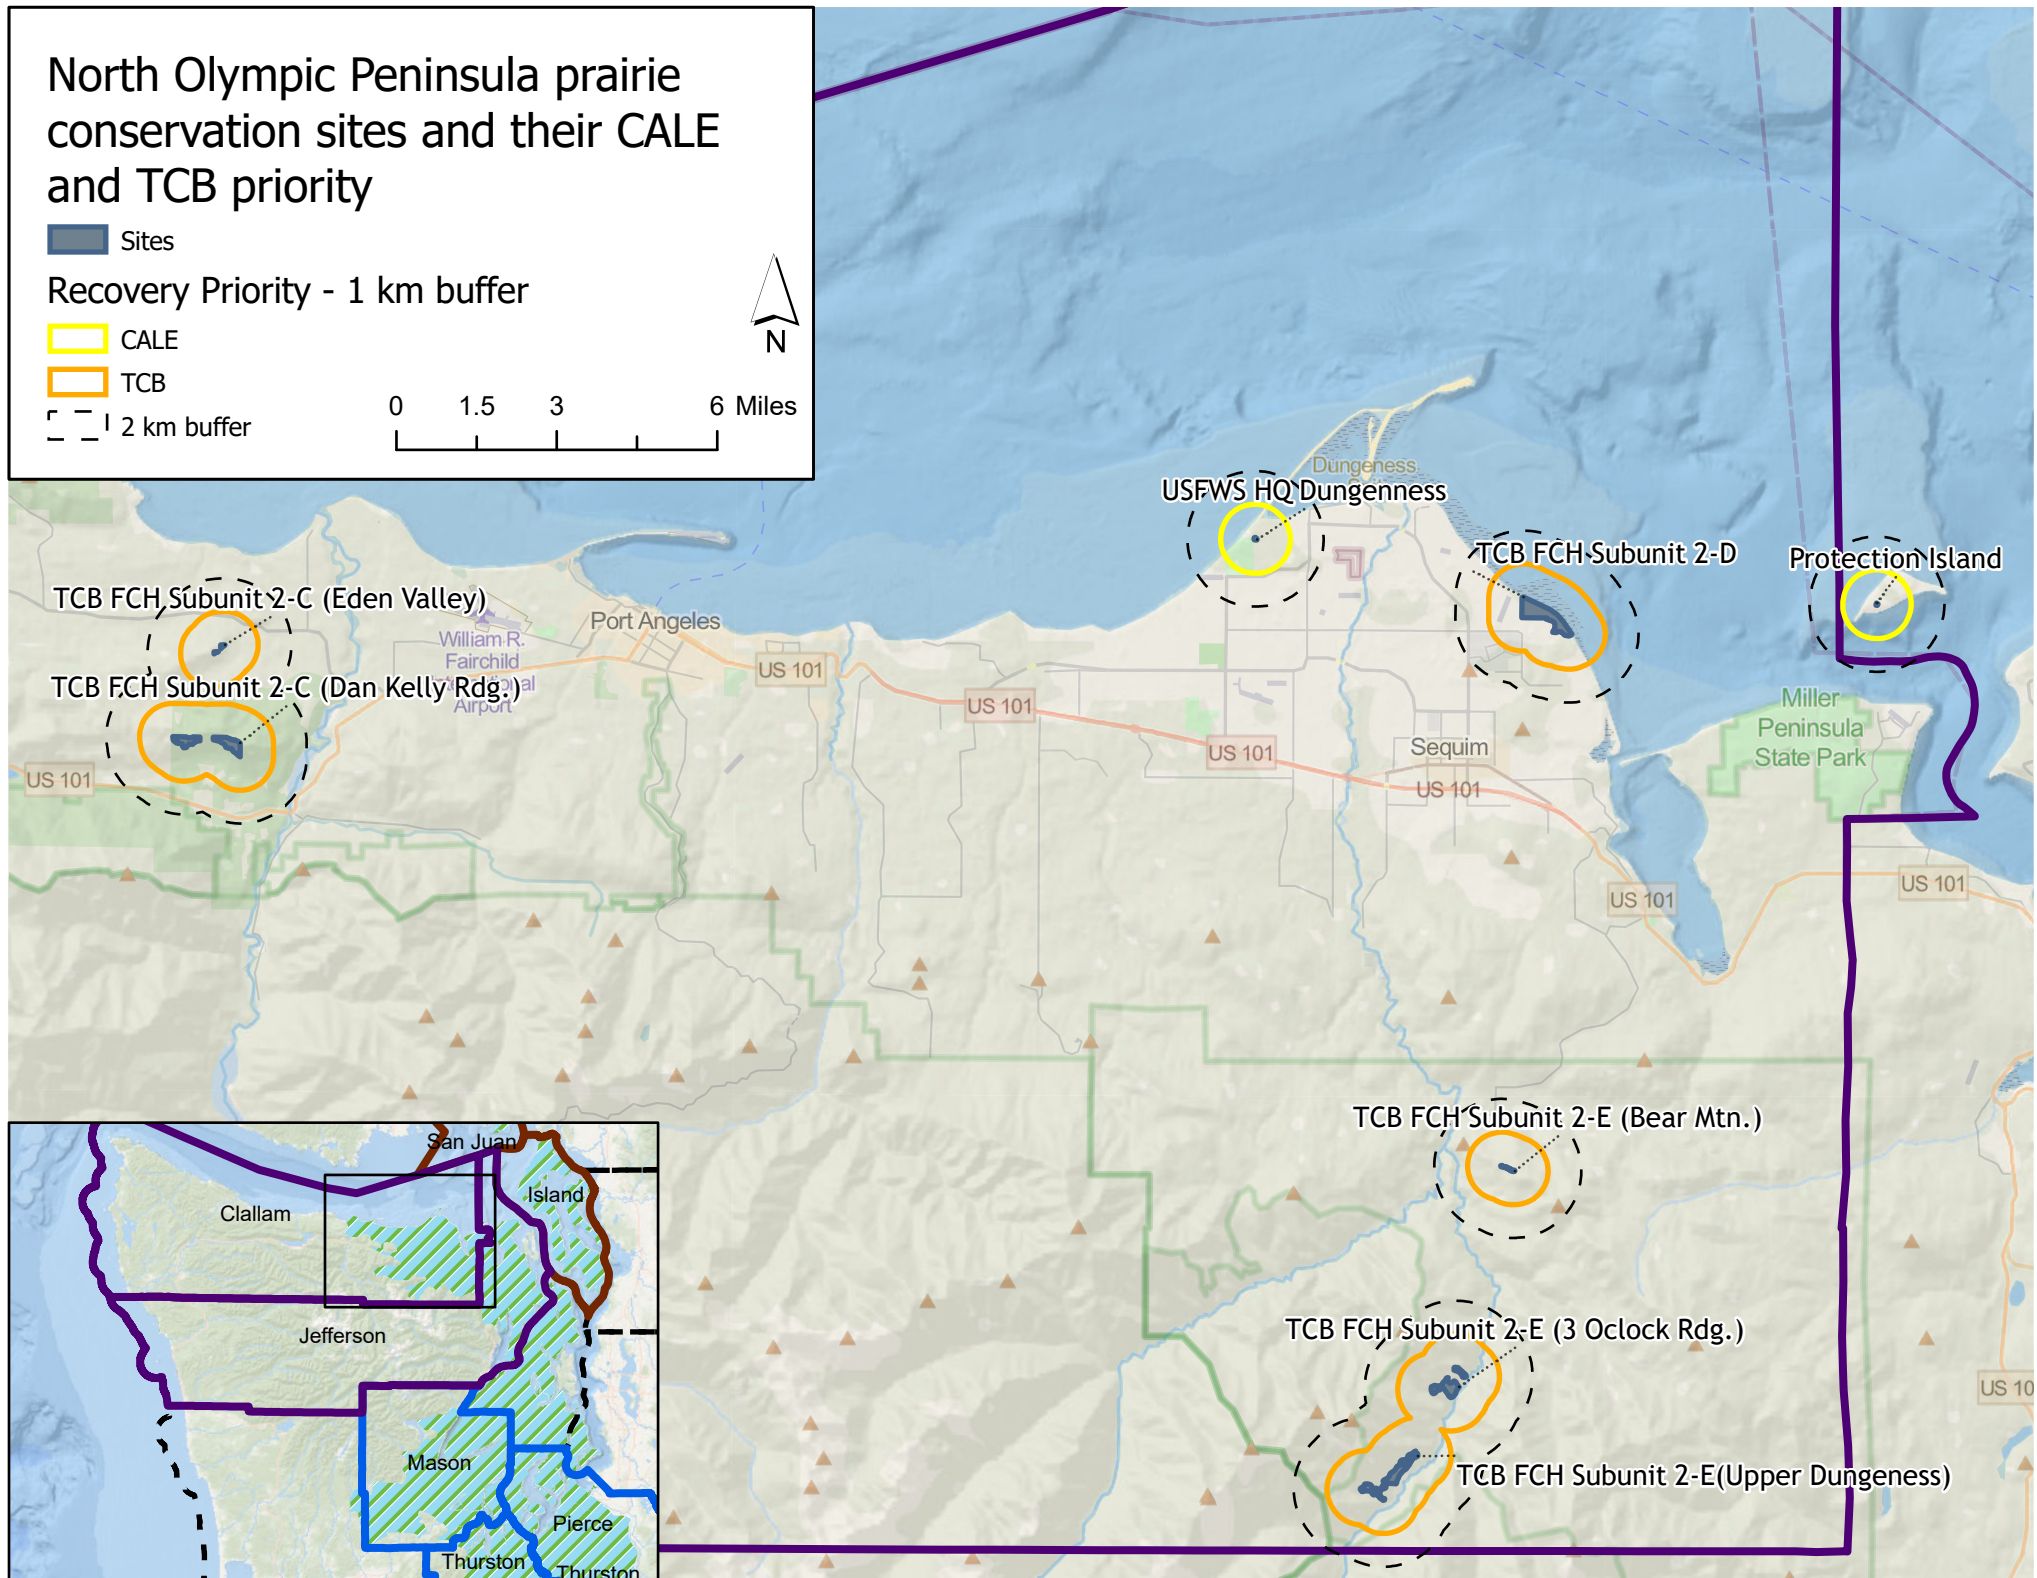 North Olympic Peninsula prairie
conservation sites and their CALE
and TCB priority
Sites
Recovery Priority - 1 km buffer
CALE
TCB
2 km buffer
N
0 1.5 3 6 Miles
Dungeness
USFWS HQ Dungenness
TCB FCH Subunit 2-D
Protection Island
TCB FCH Subunit 2-C (Eden Valley)
William R.
Fairchild
International
Airport
Port Angeles
US 101
TCB FCH Subunit 2-C (Dan Kelly Rdg.)
US 101
US 101
US 101
Sequim
US 101
Miller
Peninsula
State Park
US 101
US 101
TCB FCH Subunit 2-E (Bear Mtn.)
TCB FCH Subunit 2-E (3 Oclock Rdg.)
US 10
TCB FCH Subunit 2-E(Upper Dungeness)
San Juan
Island
Clallam
Jefferson
Mason
Pierce
Thurston
Thurston